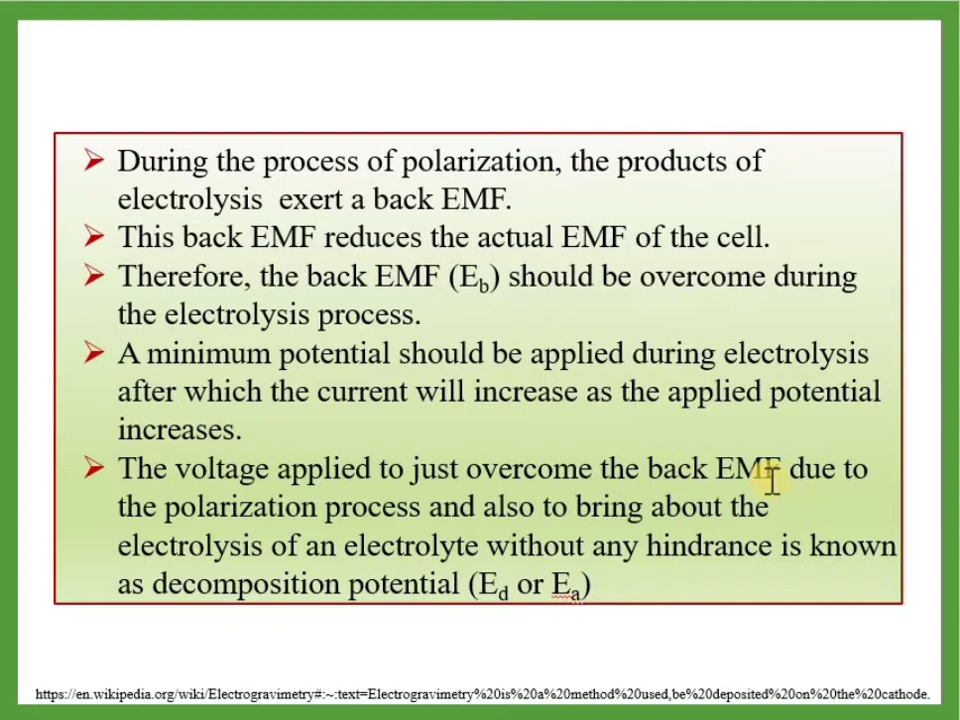 ➢ During the process of polarization, the products of
electrolysis exert a back EMF.
➢ This back EMF reduces the actual EMF of the cell.
➢ Therefore, the back EMF (E_b) should be overcome during
the electrolysis process.
➢ A minimum potential should be applied during electrolysis
after which the current will increase as the applied potential
increases.
➢ The voltage applied to just overcome the back EMF due to
the polarization process and also to bring about the
electrolysis of an electrolyte without any hindrance is known
as decomposition potential (E_d or E_a)
https://en.wikipedia.org/wiki/Electrogravimetry#:~:text=Electrogravimetry%20is%20a%20method%20used,be%20deposited%20on%20the%20cathode.